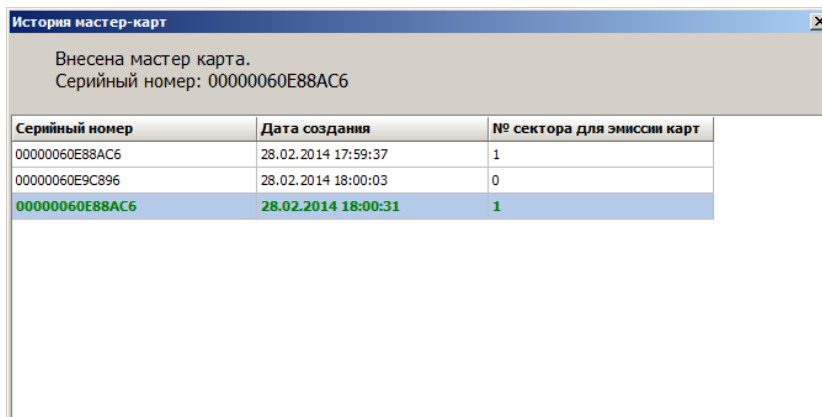 История мастер-карт
Внесена мастер карта.
Серийный номер: 00000060E88AC6
Серийный номер Дата создания № сектора для эмиссии карт
00000060E88AC6 28.02.2014 17:59:37 1
00000060E9C896 28.02.2014 18:00:03 0
00000060E88AC6 28.02.2014 18:00:31 1